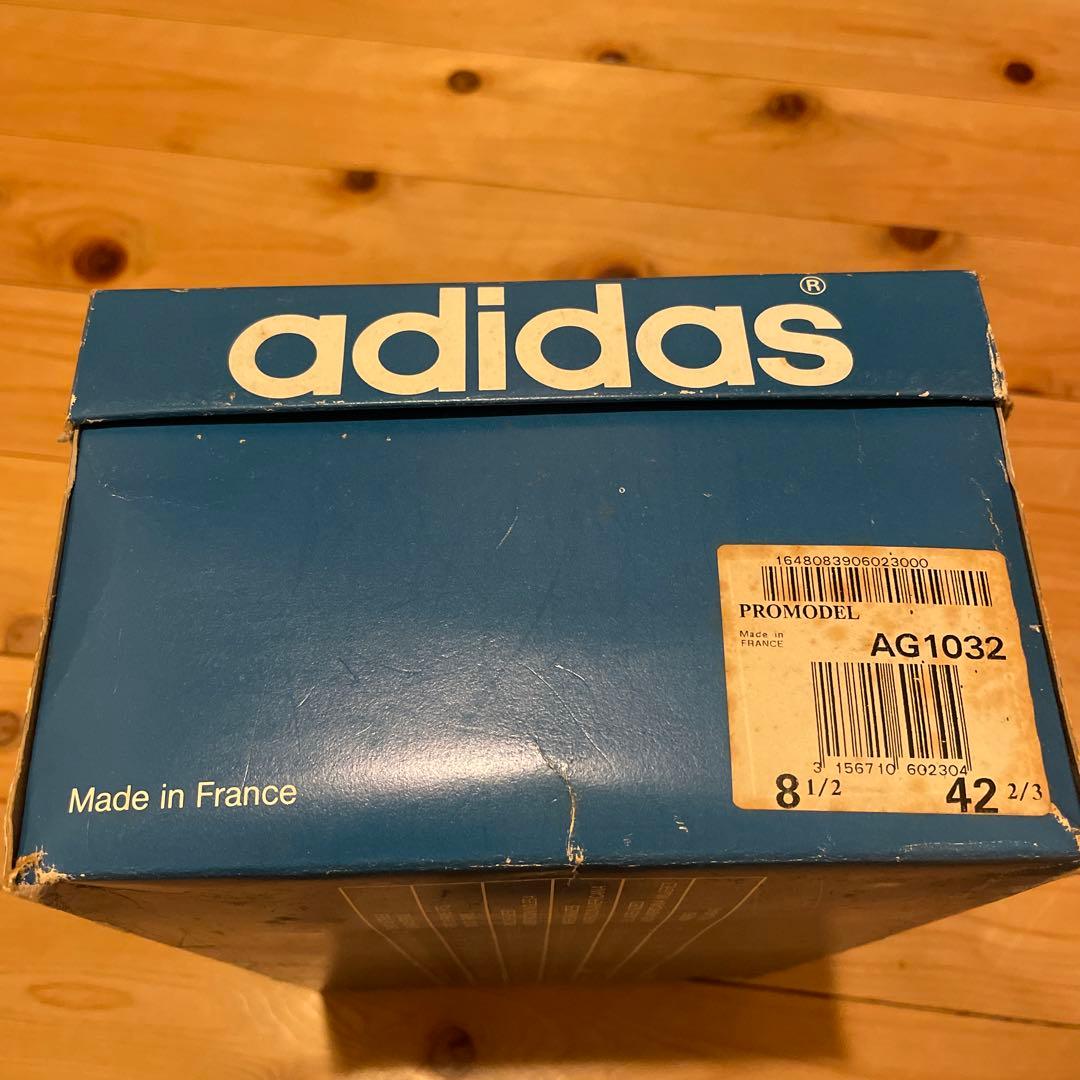 adidas®
1648083906023000
PROMODEL
Made in
FRANCE
AG1032
3 156710 602304
8 1/2
42 2/3
Made in France